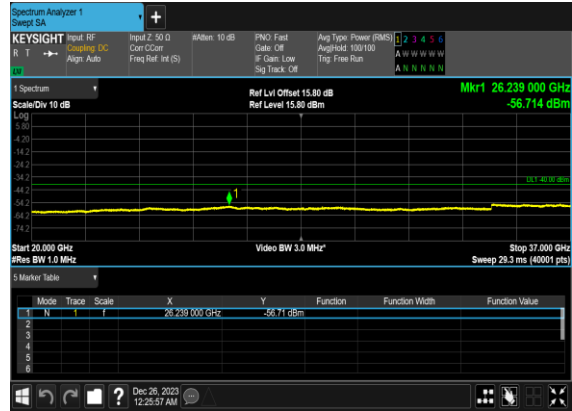 Spectrum Analyzer 1
Swept SA
+
KEYSIGHT Input: RF Input Z: 50 Ω #Atten: 10 dB PNO: Fast Avg Type: Power (RMS) 1 2 3 4 5 6
R T Coupling: DC Corr CCorr Gate: Off Avg|Hold: 100/100 A W W W W W
Align: Auto Freq Ref: Int (S) IF Gain: Low Trig: Free Run
Sig Track: Off A N N N N N
1 Spectrum Ref Lvl Offset 15.80 dB Mkr1 26.239 000 GHz
Scale/Div 10 dB Ref Level 15.80 dBm -56.714 dBm
Log
5.80
-4.20
-14.2
-24.2
-34.2
DL1 -40.00 dBm
-44.2
1
-54.2
-64.2
-74.2
Start 20.000 GHz Video BW 3.0 MHz* Stop 37.000 GHz
#Res BW 1.0 MHz Sweep 29.3 ms (40001 pts)
5 Marker Table
Mode Trace Scale X Y Function Function Width Function Value
1 N 1 f 26.239 000 GHz -56.71 dBm
2
3
4
5
6
? Dec 26, 2023
12:25:57 AM